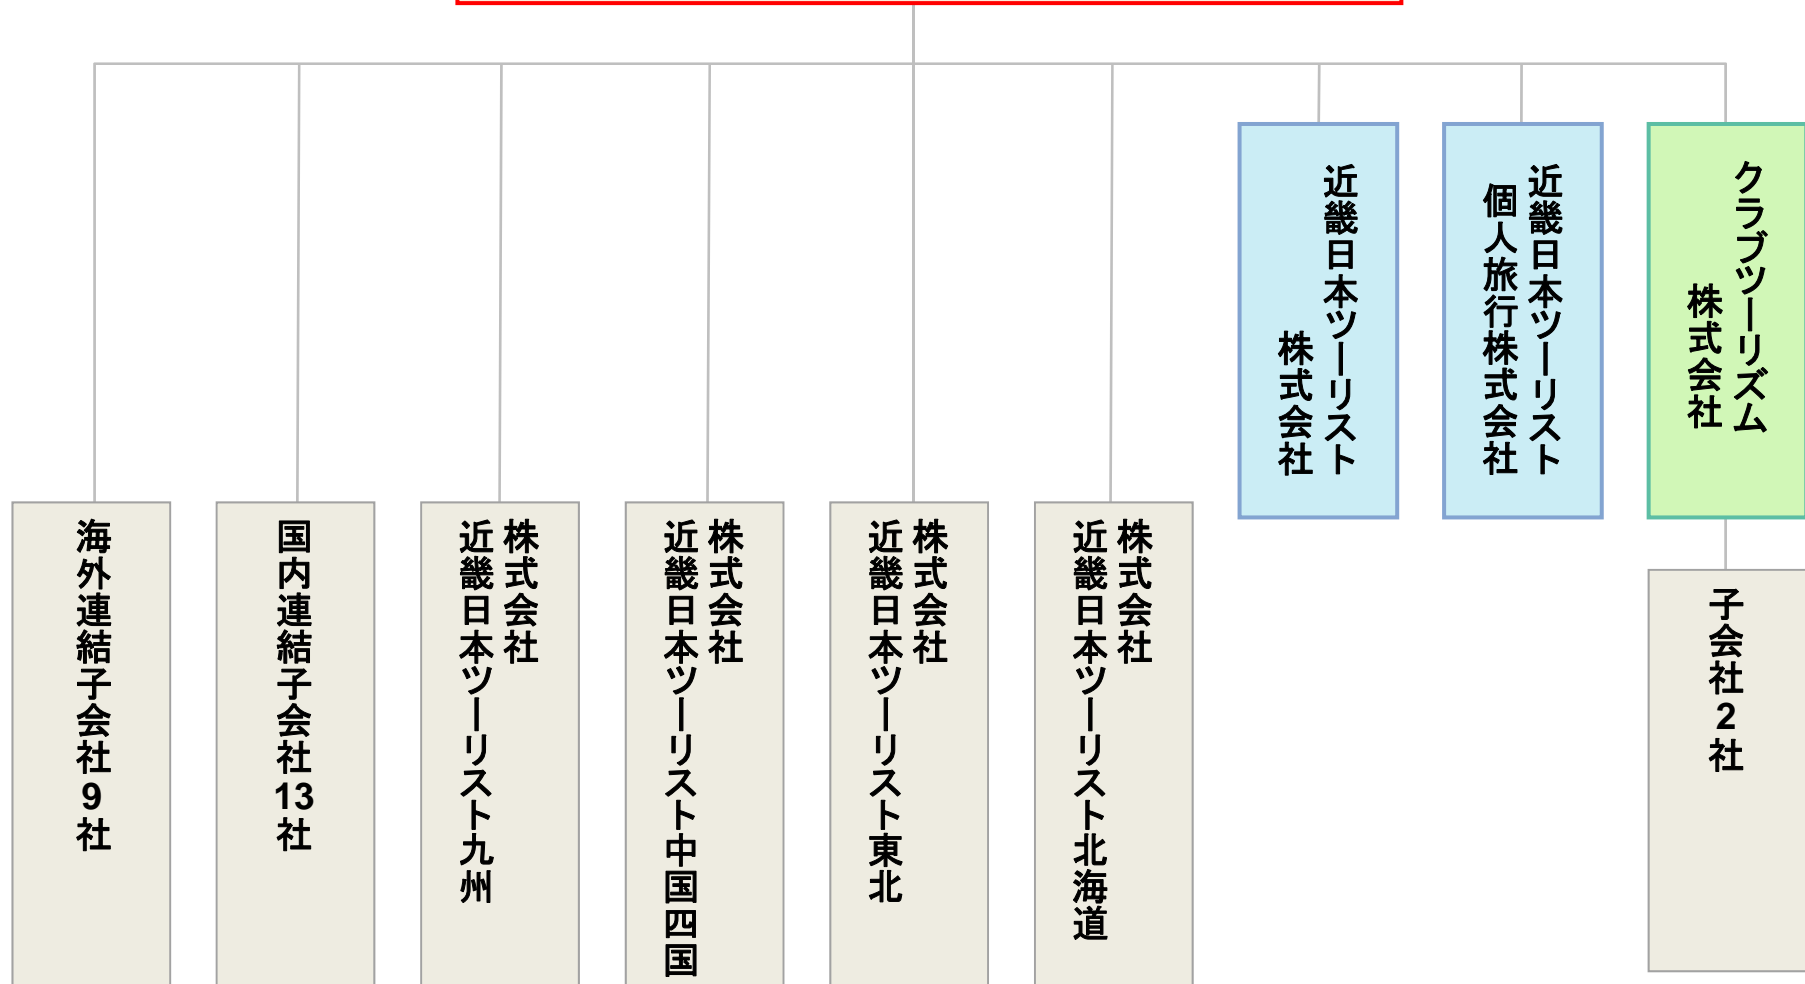 クラブツーリズム
株式会社
近畿日本ツーリスト
個人旅行株式会社
近畿日本ツーリスト
株式会社
子会社2社
株式会社
近畿日本ツーリスト北海道
株式会社
近畿日本ツーリスト東北
株式会社
近畿日本ツーリスト中国四国
株式会社
近畿日本ツーリスト九州
国内連結子会社13社
海外連結子会社9社